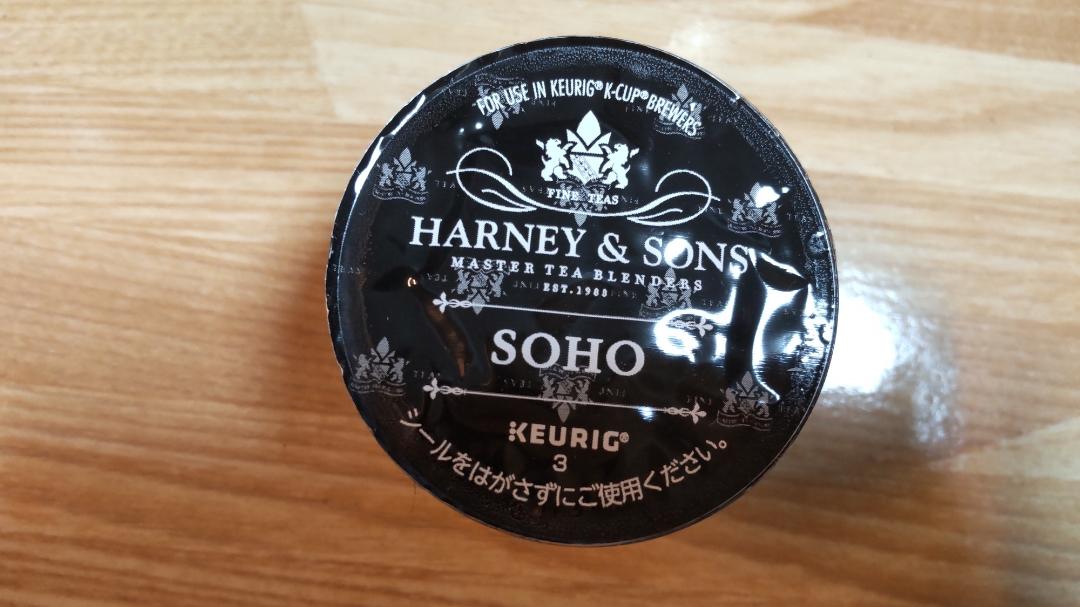 FOR USE IN KEURIG® K-CUP® BREWERS
FINE TEAS
HARNEY & SONS
MASTER TEA BLENDERS
EST.1988
SOHO
KEURIG®
3
シールをはがさずにご使用ください。